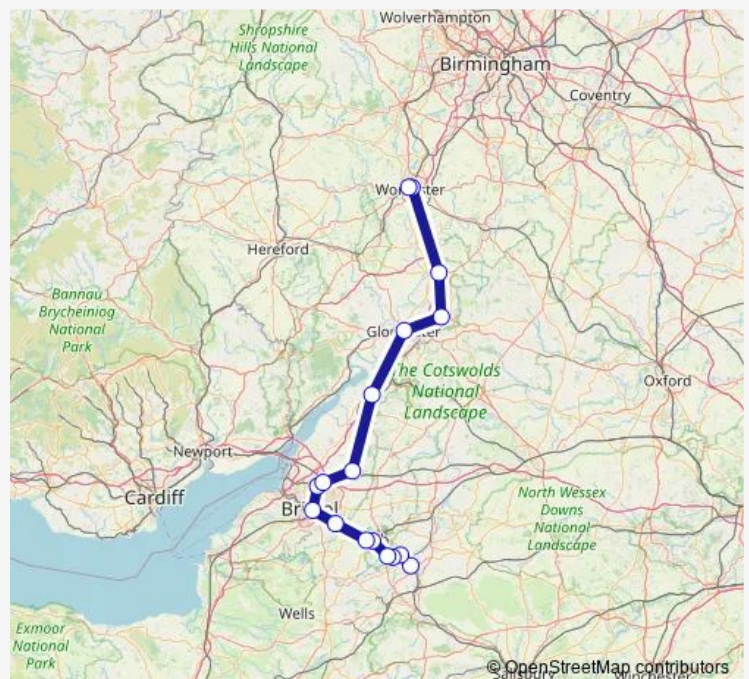 Wolverhampton
Shropshire
Hills National
Landscape
Birmingham
Coventry
Hereford
Bannau
Brycheiniog
National
Park
The Cotswolds
National
Landscape
Oxford
Newport
Cardiff
North Wessex
Downs
National
Landscape
Wells
Exmoor
National
Park
© OpenStreetMap contributors